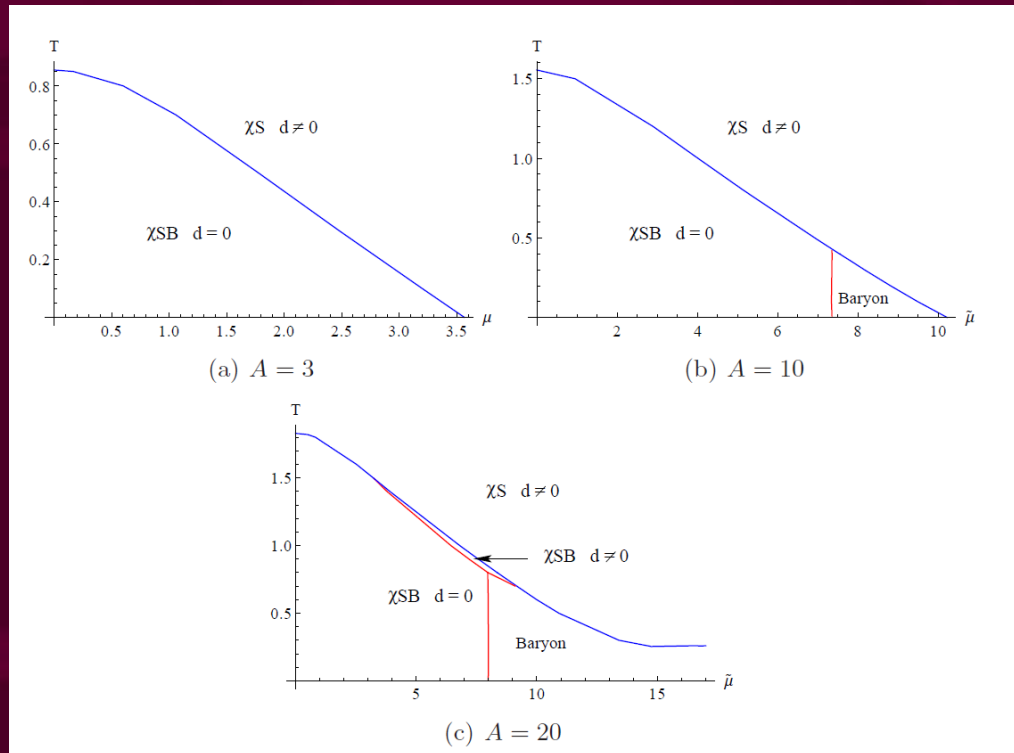 T
0.8
0.6
0.4
0.2
χS d ≠ 0
χSB d = 0
0.5 1.0 1.5 2.0 2.5 3.0 3.5 μ
(a) A = 3
T
1.5
1.0
0.5
χS d ≠ 0
χSB d = 0
Baryon
2 4 6 8 10 μ̃
(b) A = 10
T
1.5
1.0
0.5
χS d ≠ 0
χSB d ≠ 0
χSB d = 0
Baryon
5 10 15 μ̃
(c) A = 20